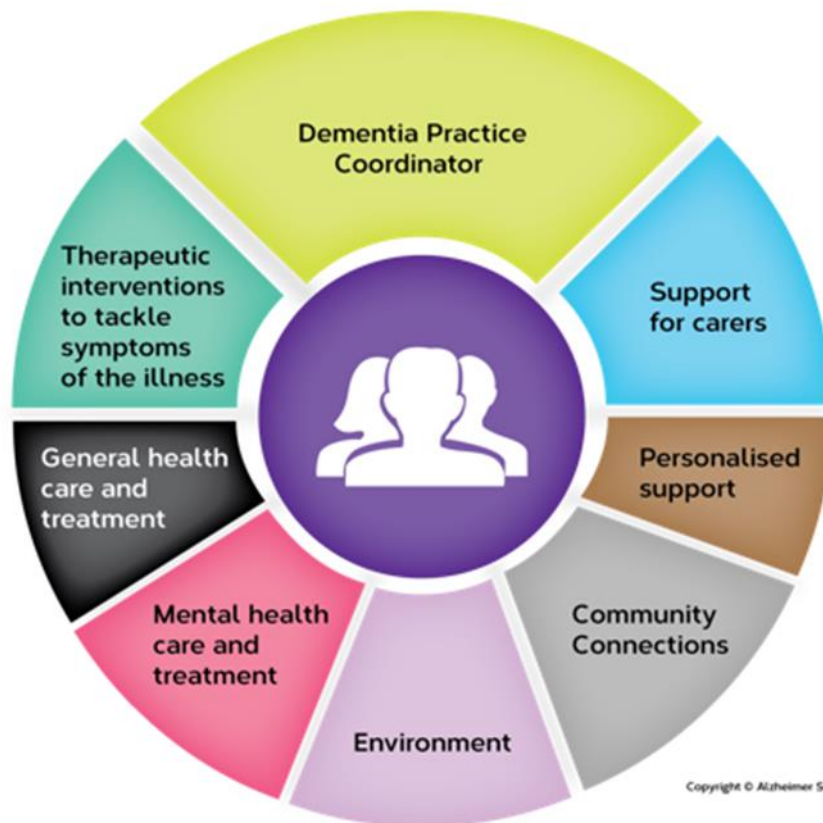 Dementia Practice
Coordinator
Support
for carers
Personalised
support
Community
Connections
Environment
Mental health
care and
treatment
General health
care and
treatment
Therapeutic
interventions
to tackle
symptoms
of the illness
Copyright © Alzheimer S